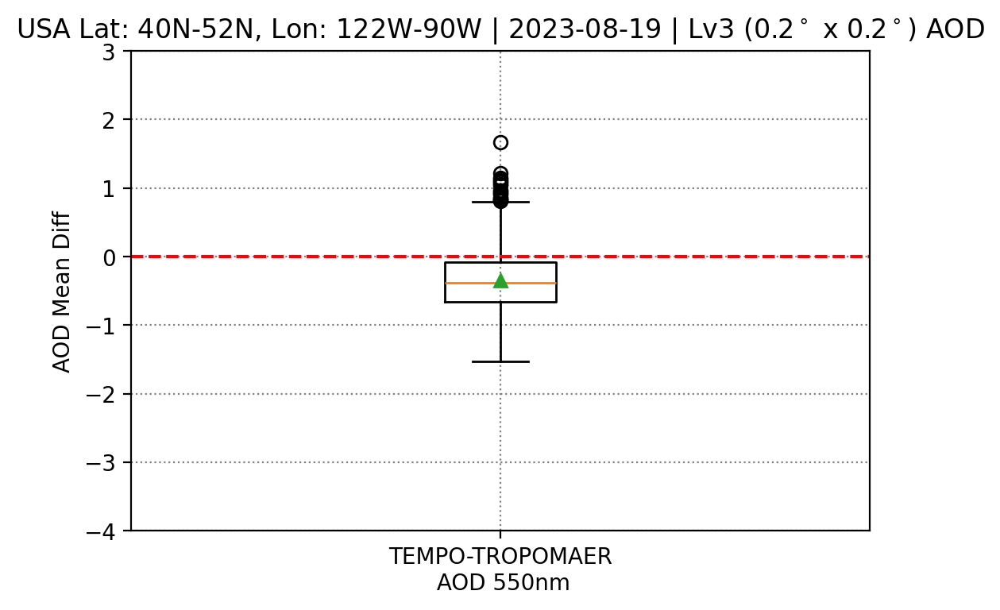 USA Lat: 40N-52N, Lon: 122W-90W | 2023-08-19 | Lv3 (0.2° x 0.2°) AOD
3
2
1
0
−1
−2
−3
−4
AOD Mean Diff
TEMPO-TROPOMAER
AOD 550nm